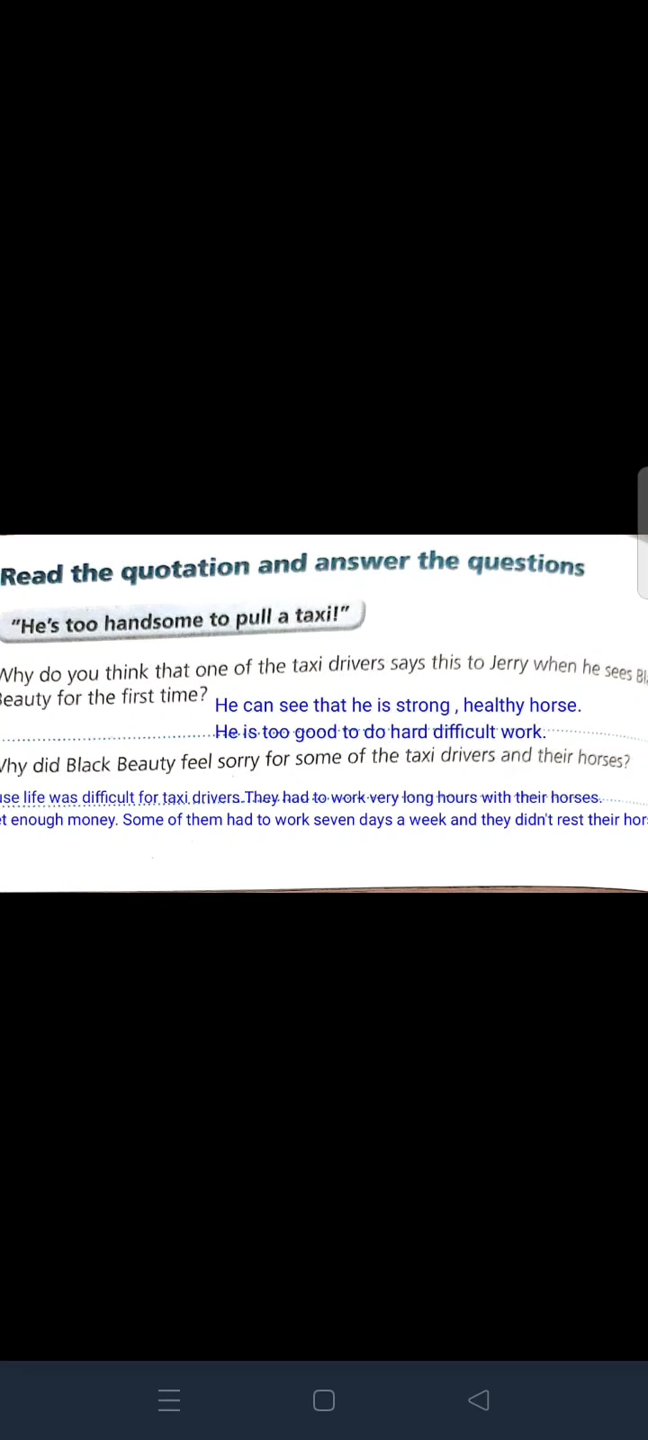 Read the quotation and answer the questions
"He's too handsome to pull a taxi!"
Why do you think that one of the taxi drivers says this to Jerry when he sees Bla
Beauty for the first time?
He can see that he is strong , healthy horse.
He is too good to do hard difficult work.
Why did Black Beauty feel sorry for some of the taxi drivers and their horses?
use life was difficult for taxi drivers.They had to work very long hours with their horses.
t enough money. Some of them had to work seven days a week and they didn't rest their hor